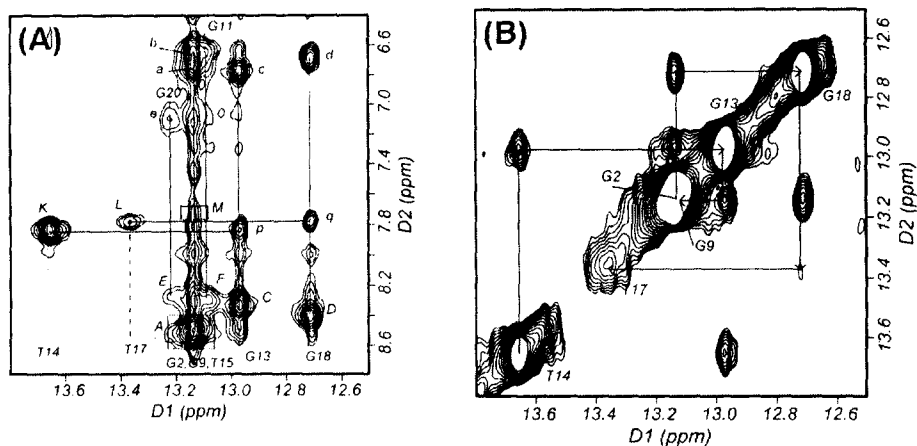 (A)
G11
b
a
c
d
G20
e
K
L
M
p
q
E
F
A
C
D
T14
T17
G2,G9,T15
G13
G18
13.6
13.4
13.2
13.0
12.8
12.6
D1 (ppm)
6.6
7.0
7.4
7.8
8.2
8.6
D2 (ppm)
(B)
G13
G18
G2
G9
T17
T14
13.6
13.4
13.2
13.0
12.8
12.6
D1 (ppm)
12.6
12.8
13.0
13.2
13.4
13.6
D2 (ppm)